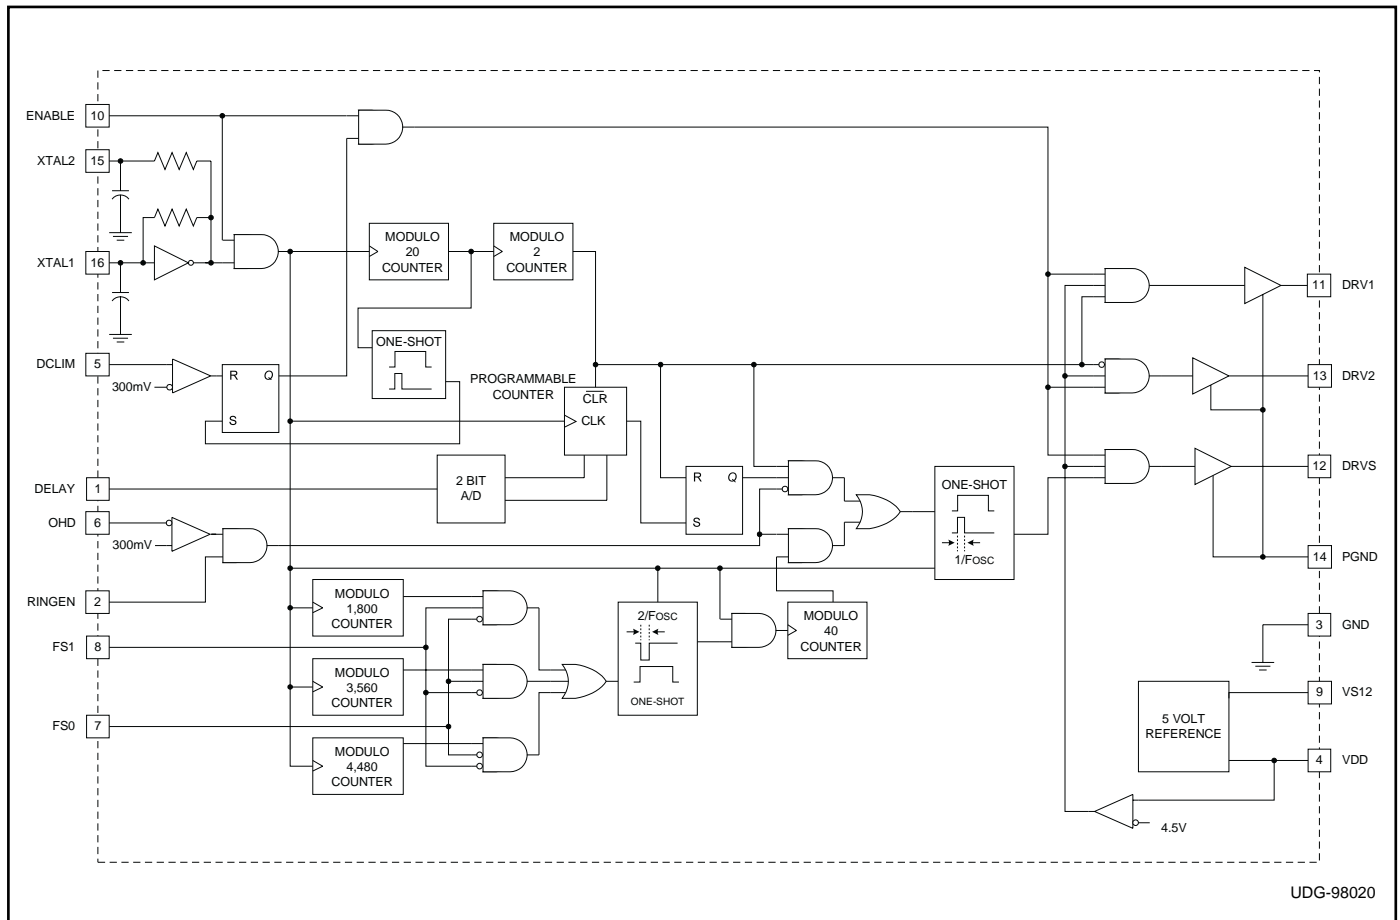 ENABLE 10
XTAL2 15
XTAL1 16
DCLIM 5
300mV
DELAY 1
OHD 6
300mV
RINGEN 2
FS1 8
FS0 7
MODULO
20
COUNTER
MODULO
2
COUNTER
R Q
S
ONE-SHOT
PROGRAMMABLE
COUNTER
CLR
CLK
2 BIT
A/D
R Q
S
ONE-SHOT
1/FOSC
MODULO
1,800
COUNTER
MODULO
3,560
COUNTER
MODULO
4,480
COUNTER
2/FOSC
ONE-SHOT
MODULO
40
COUNTER
11 DRV1
13 DRV2
12 DRVS
14 PGND
3 GND
9 VS12
4 VDD
5 VOLT
REFERENCE
4.5V
UDG-98020